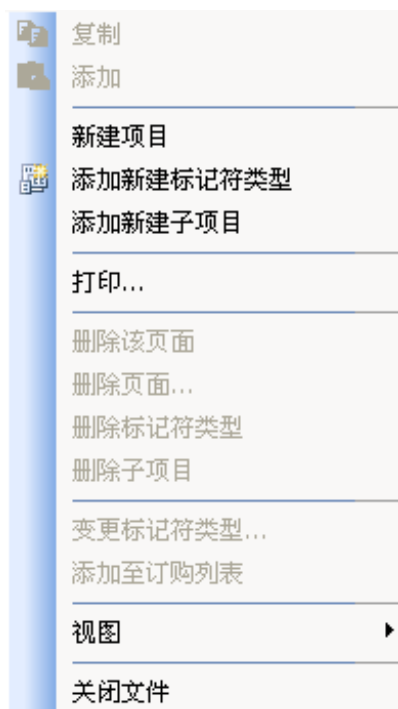 复制
添加
新建项目
添加新建标记符类型
添加新建子项目
打印...
删除该页面
删除页面...
删除标记符类型
删除子项目
变更标记符类型...
添加至订购列表
视图
关闭文件